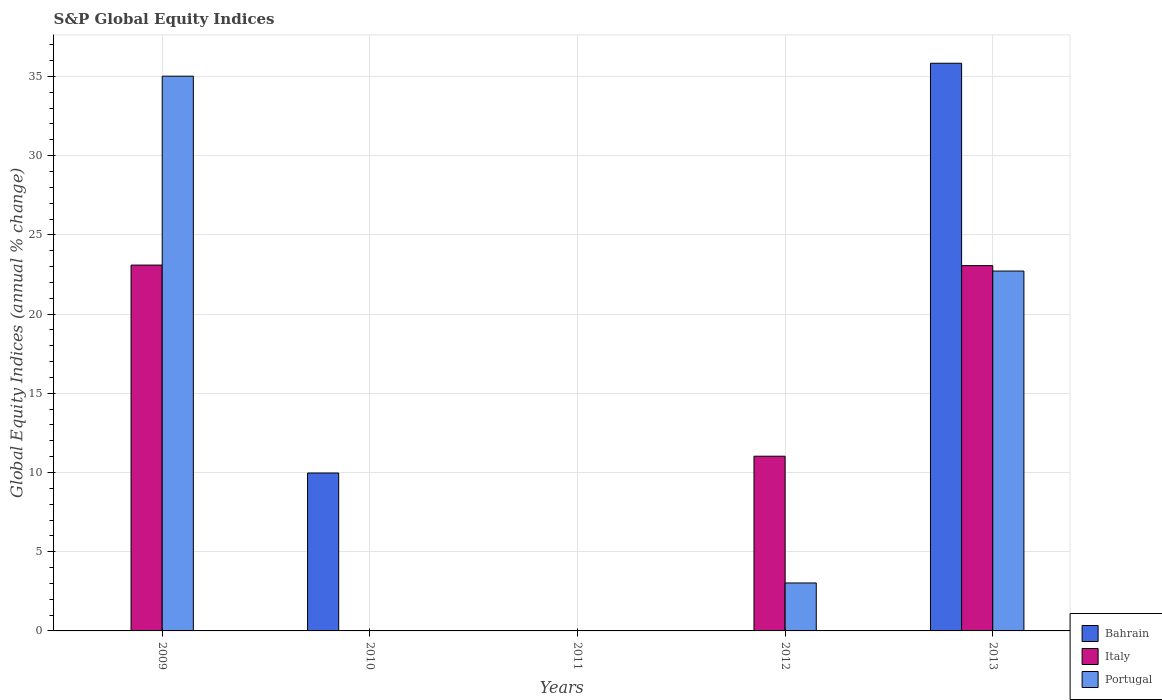 S&P Global Equity Indices
Global Equity Indices (annual % change)
35
30
25
20
15
10
5
0
2009
2010
2011
2012
2013
Years
Bahrain
Italy
Portugal